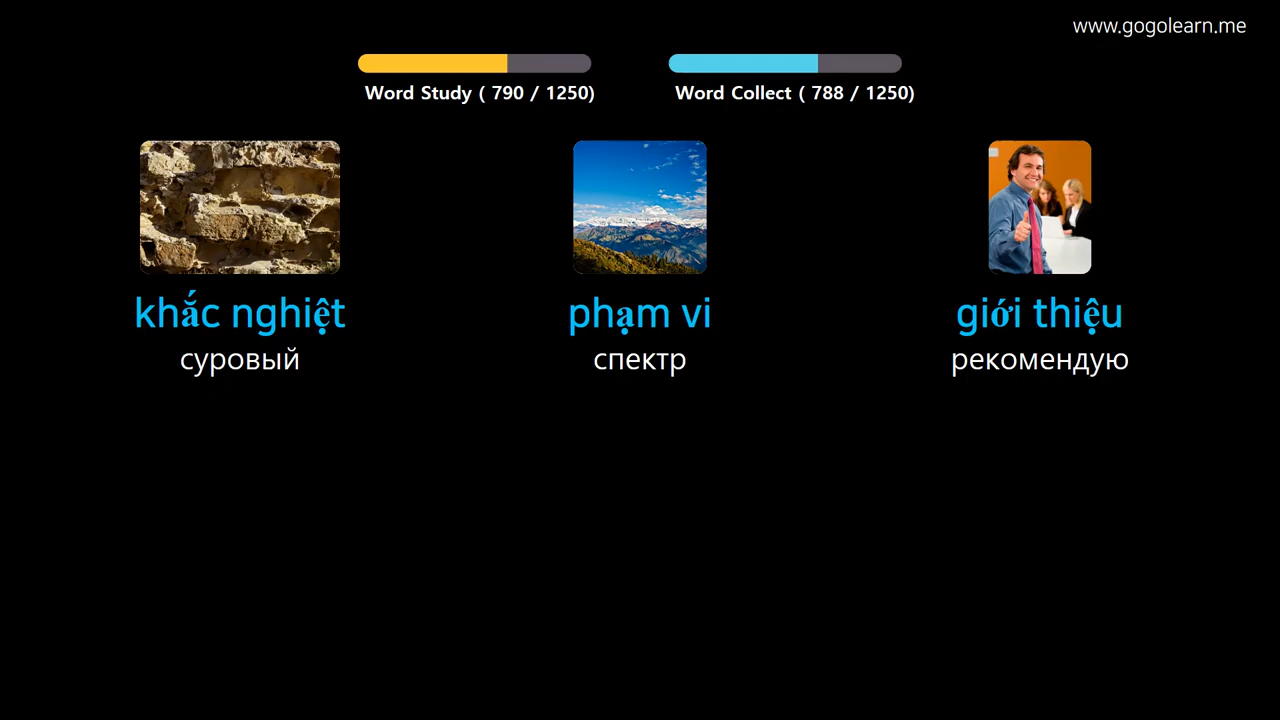 www.gogolearn.me
Word Study ( 790 / 1250)
Word Collect ( 788 / 1250)
khắc nghiệt
phạm vi
giới thiệu
суровый
спектр
рекомендую